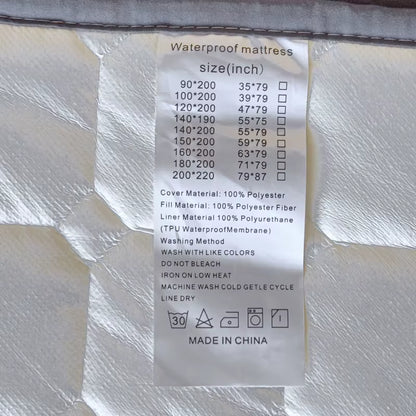 Waterproof mattress
size(inch)
90*200 35*79 □
100*200 39*79 □
120*200 47*79 □
140*190 55*75 □
140*200 55*79 □
150*200 59*79 □
160*200 63*79 □
180*200 71*79 □
200*220 79*87 □
Cover Material: 100% Polyester
Fill Material: 100% Polyester Fiber
Liner Material: 100% Polyurethane
(TPU WaterproofMembrane)
Washing Method
WASH WITH LIKE COLORS
DO NOT BLEACH
IRON ON LOW HEAT
MACHINE WASH COLD GETLE CYCLE
LINE DRY
30
MADE IN CHINA